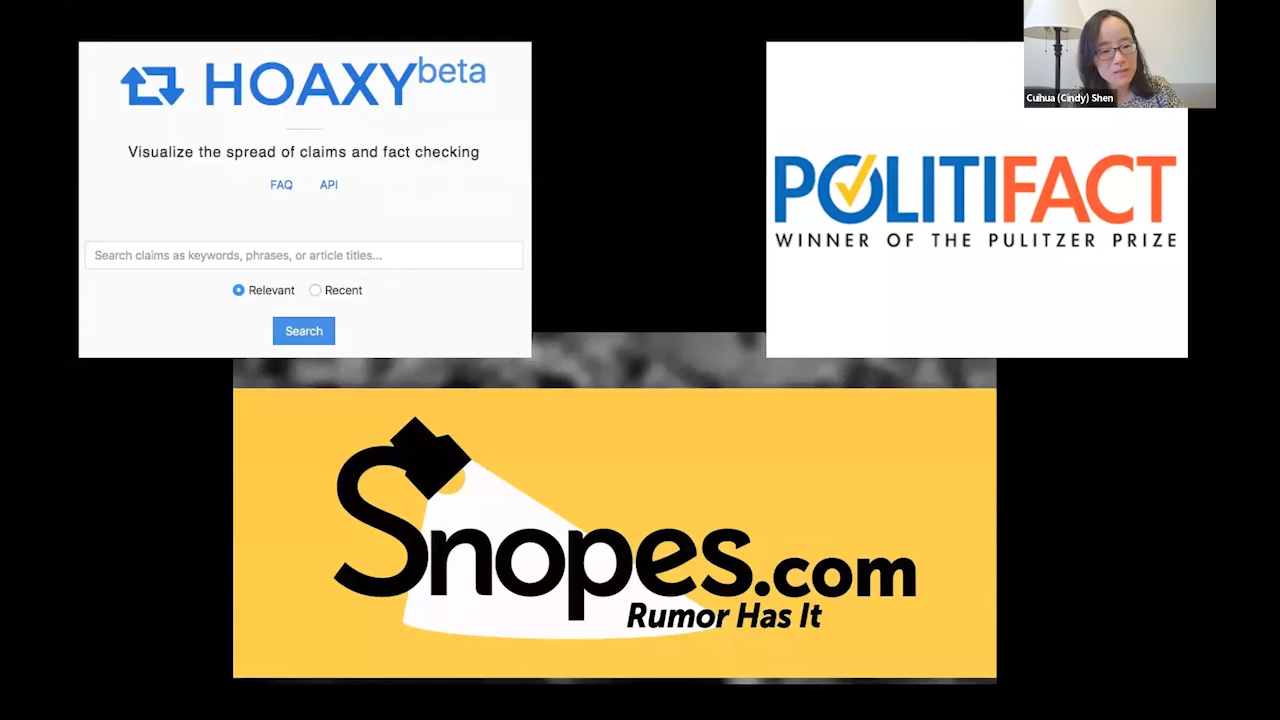 HOAXYbeta
Visualize the spread of claims and fact checking
FAQ API
Search claims as keywords, phrases, or article titles...
Relevant Recent
Search
Cuihua (Cindy) Shen
POLITIFACT
WINNER OF THE PULITZER PRIZE
Snopes.com
Rumor Has It